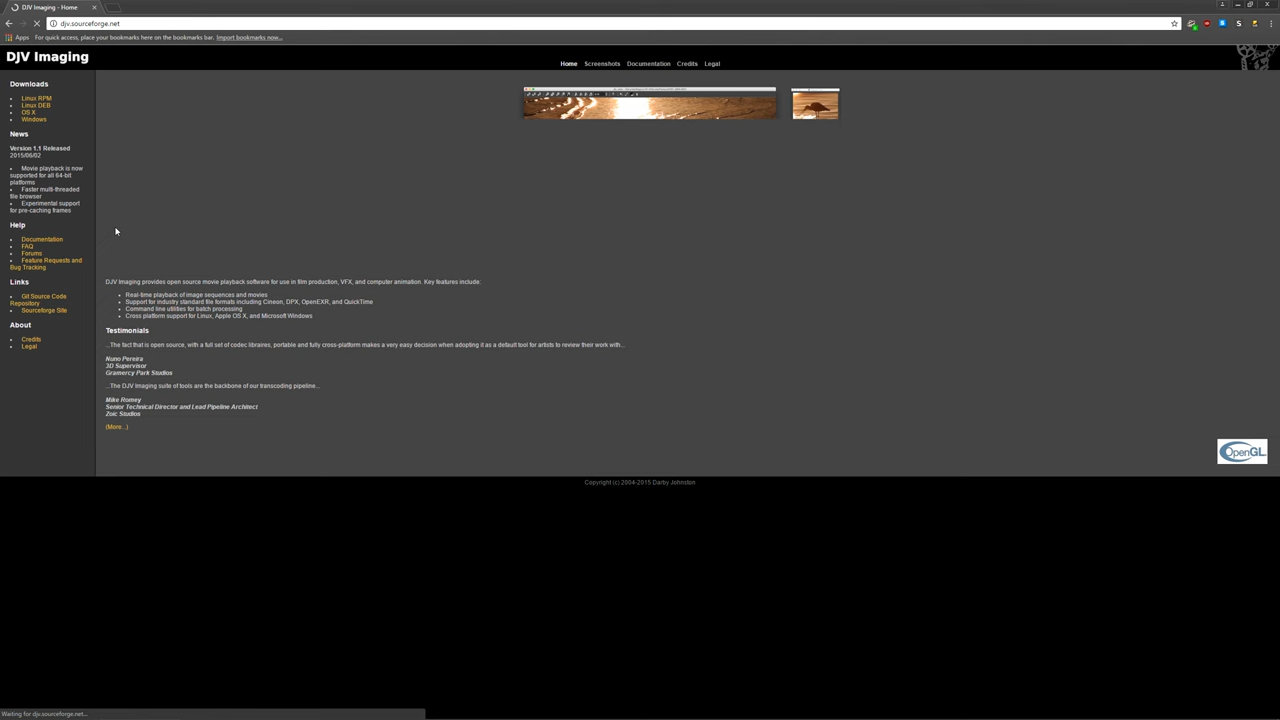 DJV Imaging - Home
djv.sourceforge.net
Apps For quick access, place your bookmarks here on the bookmarks bar. Import bookmarks now...
DJV Imaging
Home Screenshots Documentation Credits Legal
Downloads
Linux RPM
Linux DEB
OS X
Windows
News
Version 1.1 Released
2015/06/02
Movie playback is now
supported for all 64-bit
platforms
Faster multi-threaded
file browser
Experimental support
for pre-caching frames
Help
Documentation
FAQ
Forums
Feature Requests and
Bug Tracking
Links
Git Source Code
Repository
Sourceforge Site
About
Credits
Legal
DJV Imaging provides open source movie playback software for use in film production, VFX, and computer animation. Key features include:
Real-time playback of image sequences and movies
Support for industry standard file formats including Cineon, DPX, OpenEXR, and QuickTime
Command line utilities for batch processing
Cross platform support for Linux, Apple OS X, and Microsoft Windows
Testimonials
...The fact that is open source, with a full set of codec libraires, portable and fully cross-platform makes a very easy decision when adopting it as a default tool for artists to review their work with...
Nuno Pereira
3D Supervisor
Gramercy Park Studios
...The DJV Imaging suite of tools are the backbone of our transcoding pipeline...
Mike Romey
Senior Technical Director and Lead Pipeline Architect
Zoic Studios
(More...)
OpenGL
Copyright (c) 2004-2015 Darby Johnston
Waiting for djv.sourceforge.net...